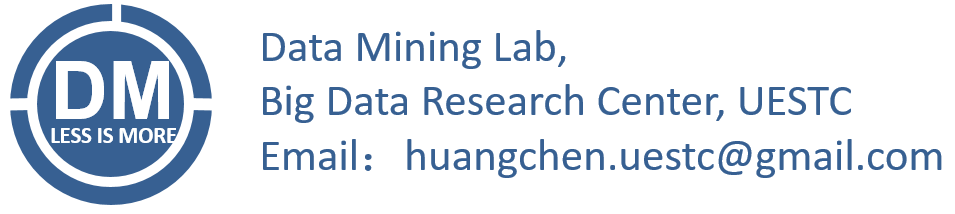 DM
LESS IS MORE
Data Mining Lab,
Big Data Research Center, UESTC
Email：huangchen.uestc@gmail.com